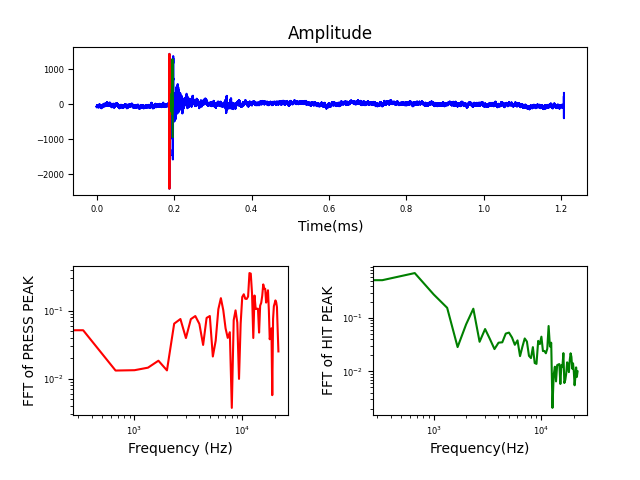 Amplitude
1000
0
−1000
−2000
0.0 0.2 0.4 0.6 0.8 1.0 1.2
Time(ms)
FFT of PRESS PEAK
10⁻¹
10⁻²
10³ 10⁴
Frequency (Hz)
FFT of HIT PEAK
10⁻¹
10⁻²
10³ 10⁴
Frequency(Hz)